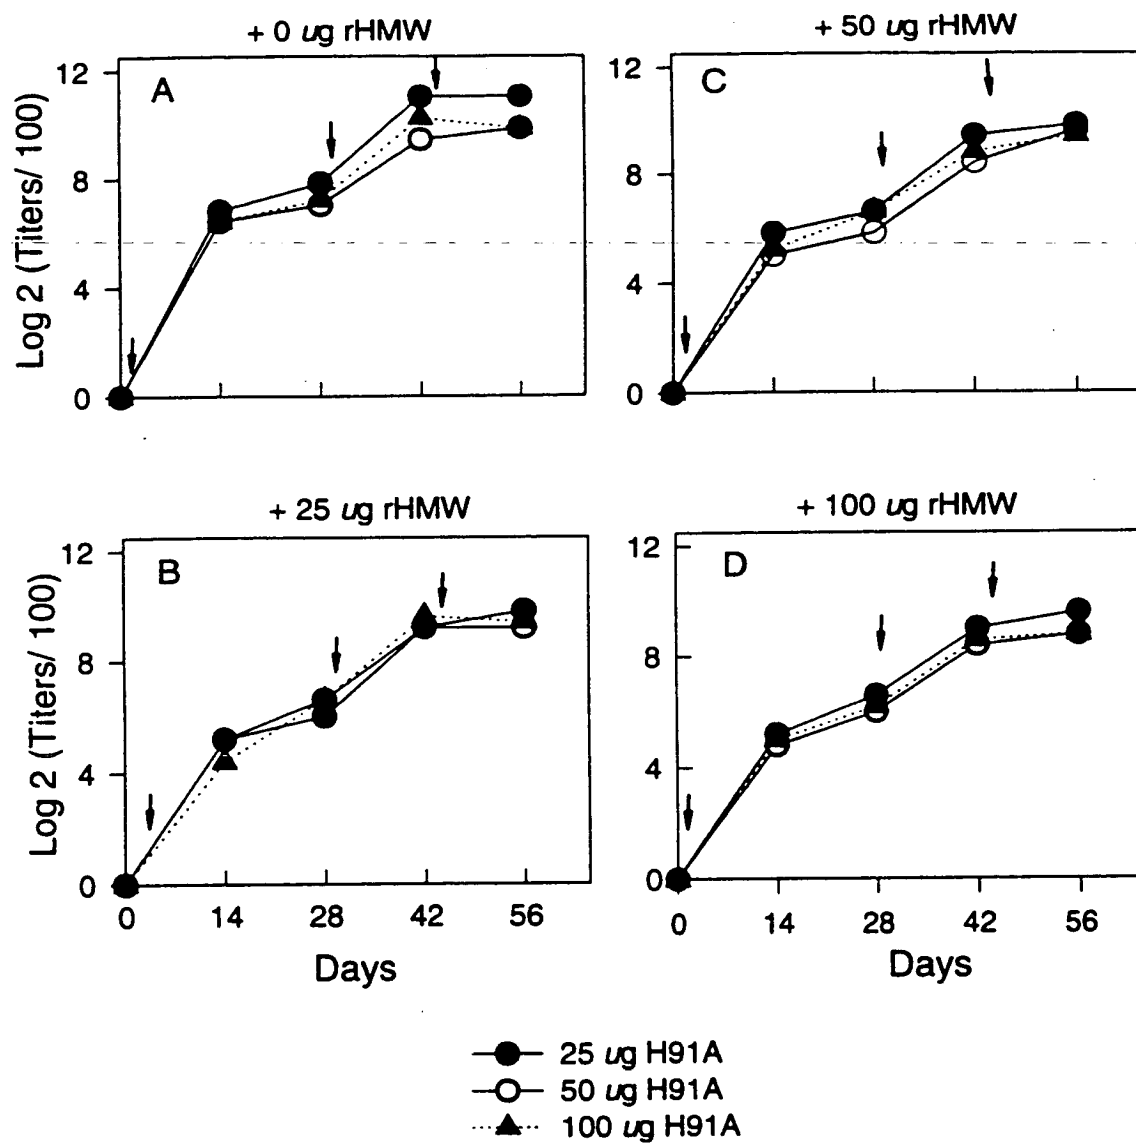 + 0 ug rHMW
A
Log 2 (Titers/ 100)
12
8
4
0
+ 50 ug rHMW
C
12
8
4
0
+ 25 ug rHMW
B
Log 2 (Titers/ 100)
12
8
4
0
0 14 28 42 56
Days
+ 100 ug rHMW
D
12
8
4
0
0 14 28 42 56
Days
25 ug H91A
50 ug H91A
100 ug H91A